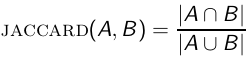 JACCARD(A, B) = |A ∩ B| / |A ∪ B|